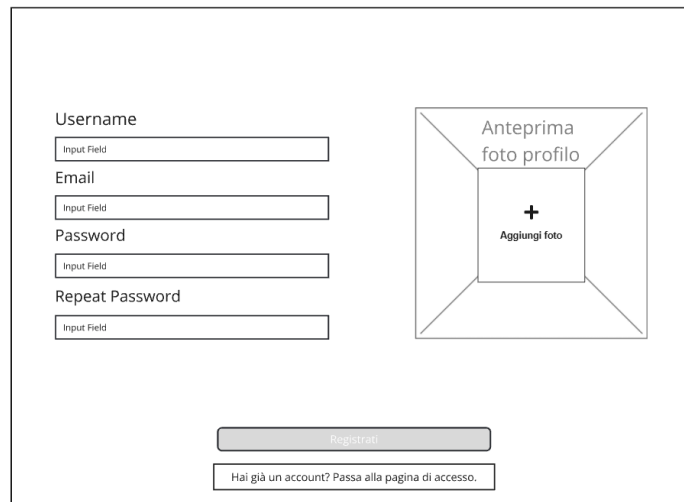 Username
Input Field
Email
Input Field
Password
Input Field
Repeat Password
Input Field
Anteprima
foto profilo
+
Aggiungi foto
Registrati
Hai già un account? Passa alla pagina di accesso.